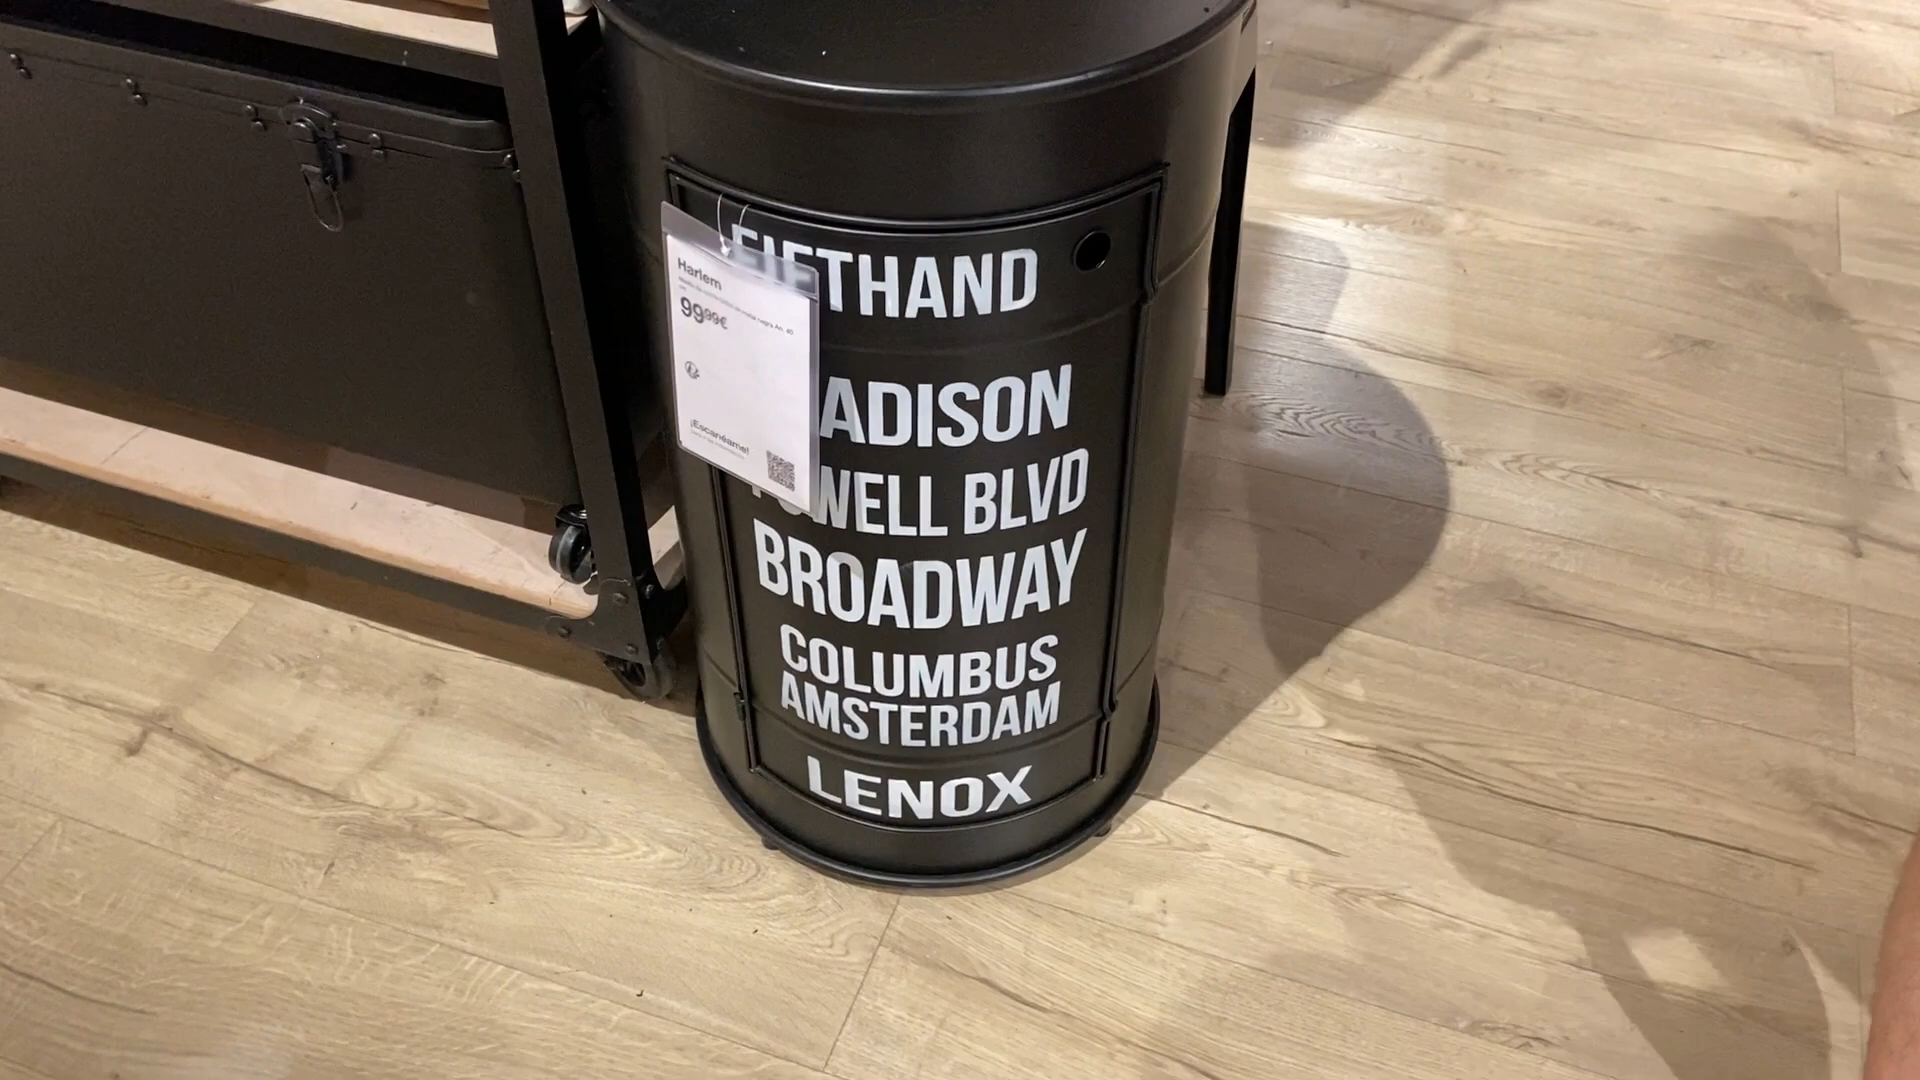 FIFTHAND
Harlem
99,99€
¡Escanéame!
ADISON
WELL BLVD
BROADWAY
COLUMBUS
AMSTERDAM
LENOX